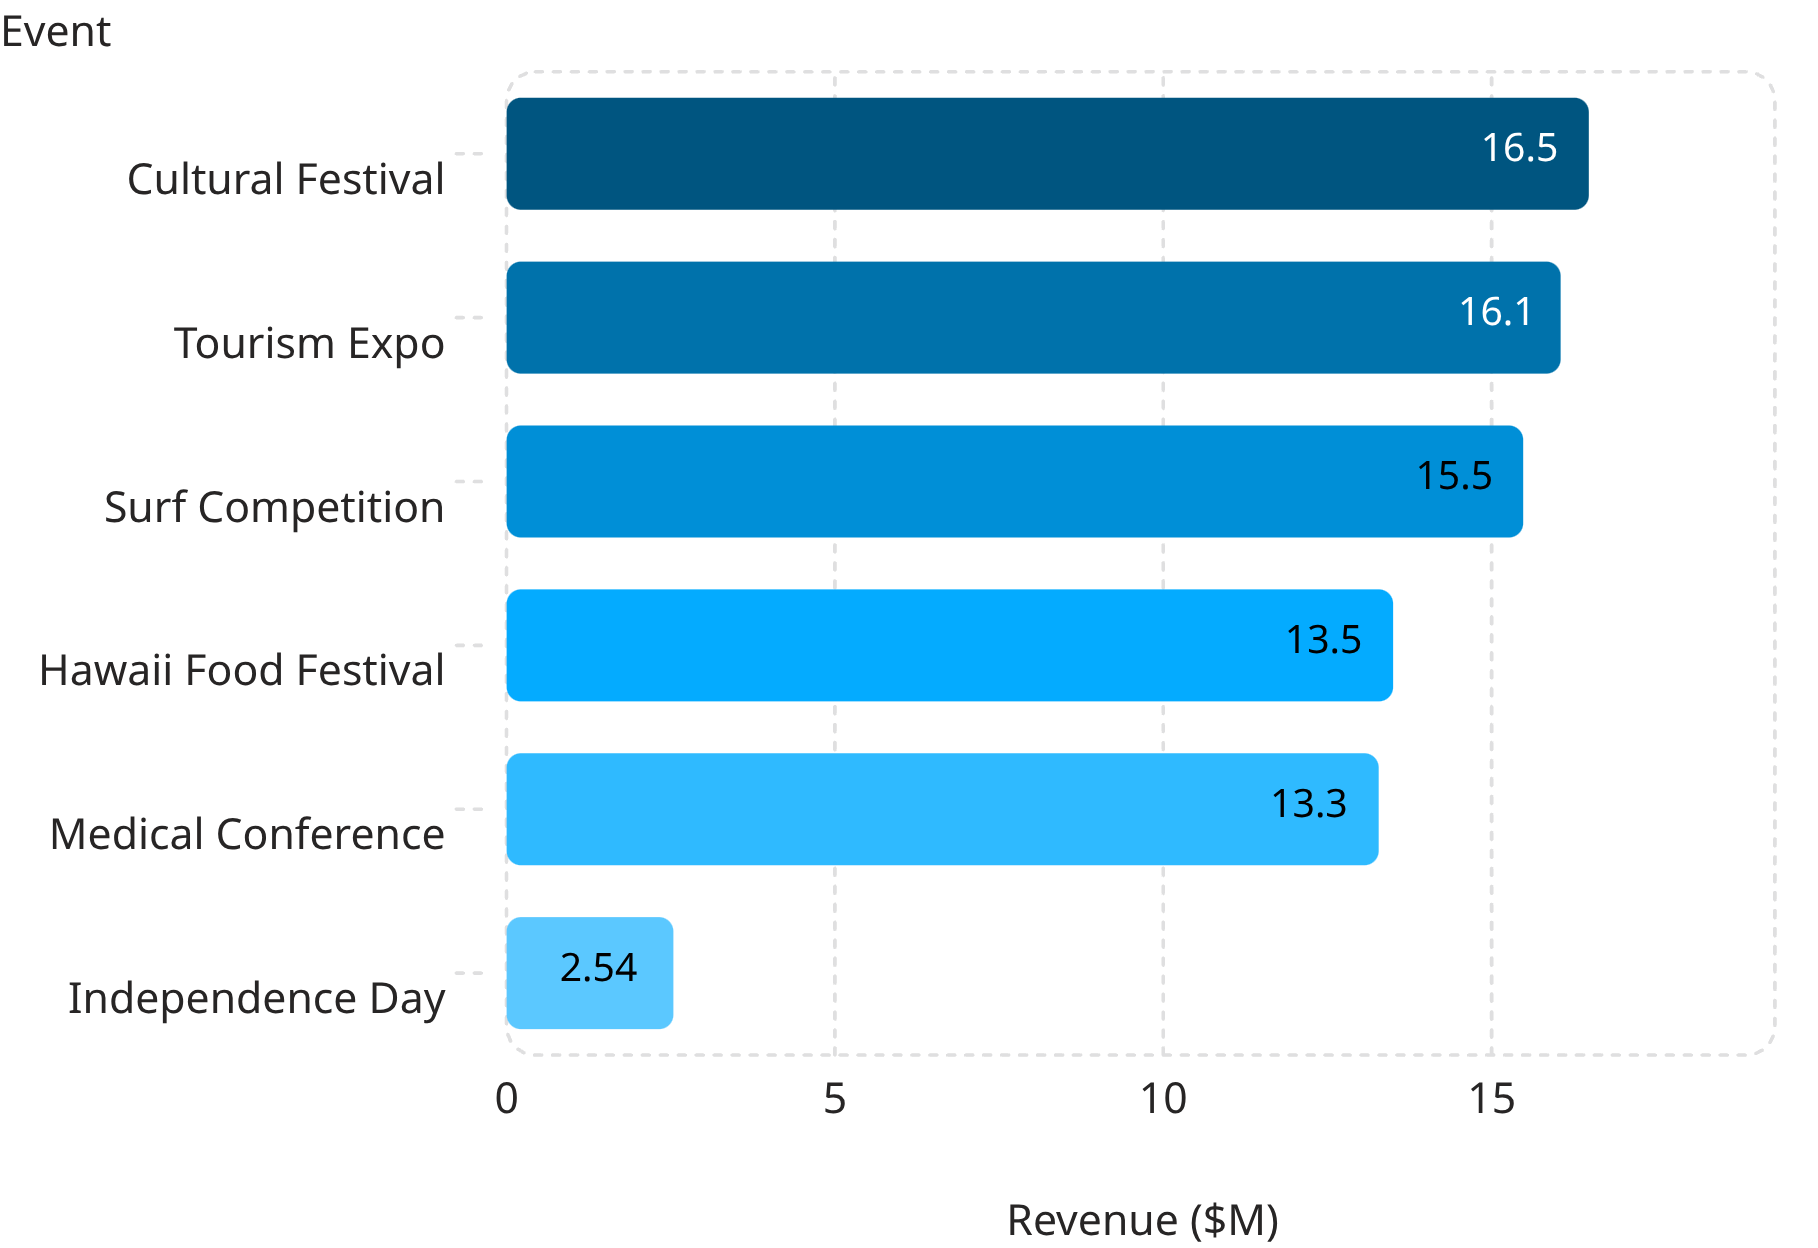 Event
Cultural Festival
16.5
Tourism Expo
16.1
Surf Competition
15.5
Hawaii Food Festival
13.5
Medical Conference
13.3
Independence Day
2.54
0 5 10 15
Revenue ($M)